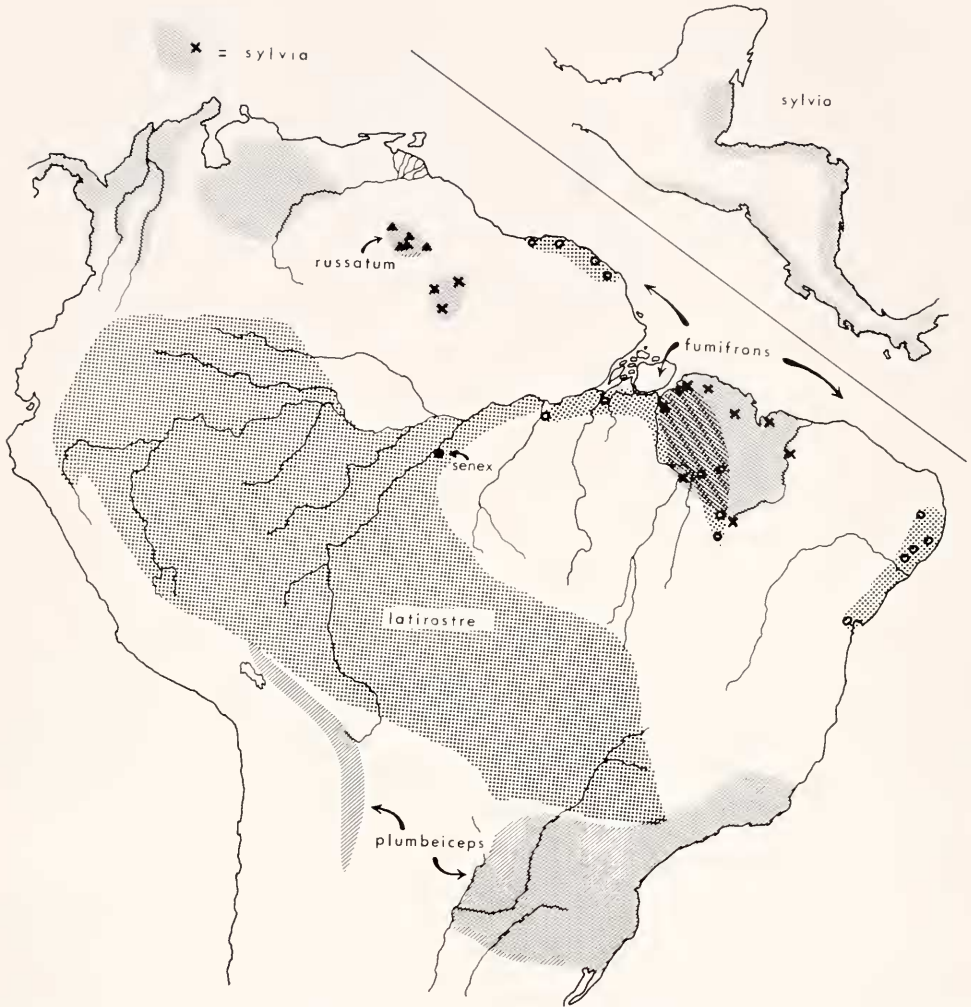 x = sylvia
sylvia
russatum
fumifrons
senex
latirostre
plumbeiceps